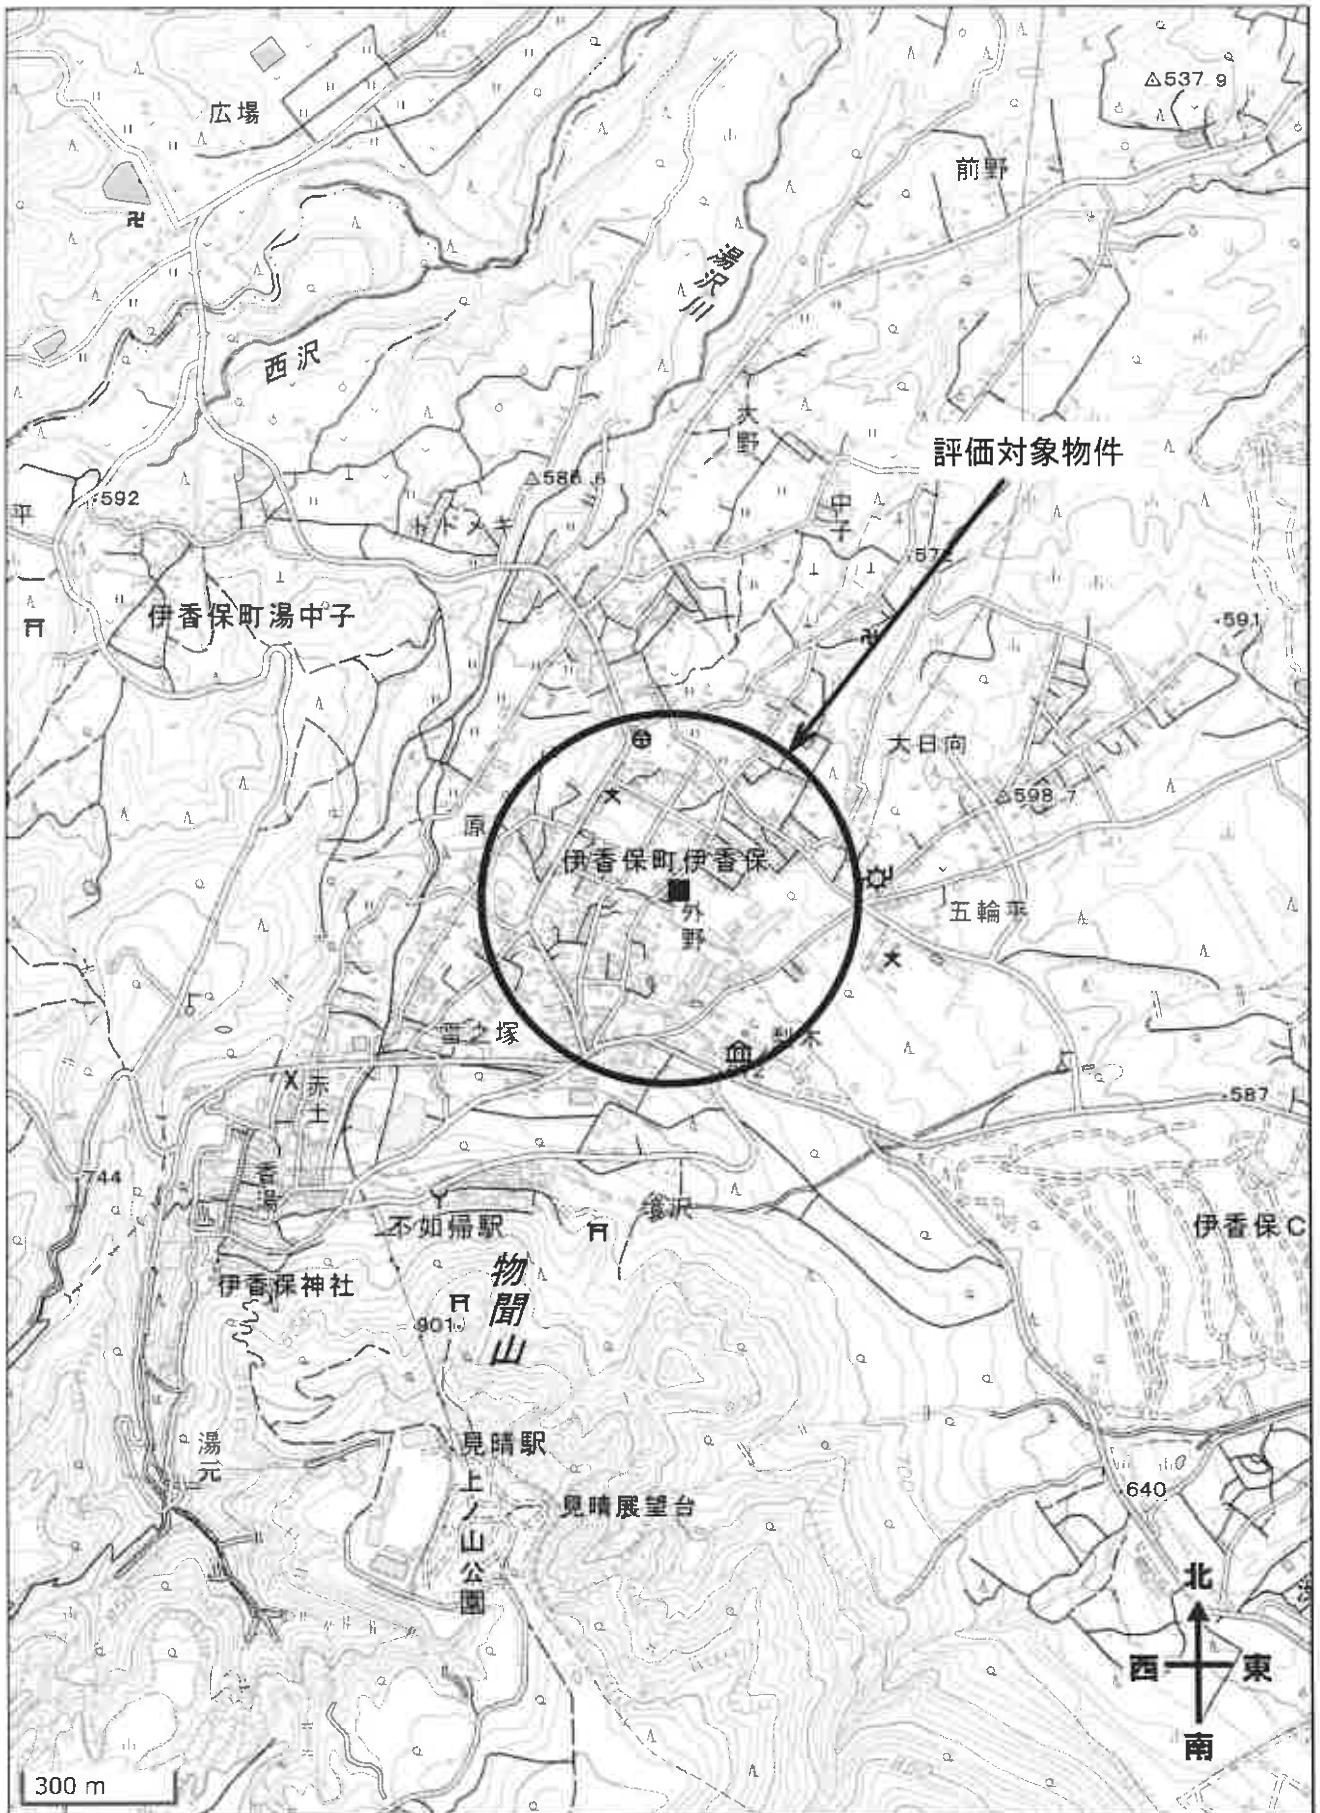 537.9
広場
前野
湯沢川
西沢
大野
評価対象物件
586.6
592
平
トドメキ
中子
572
伊香保町湯中子
591
大日向
598.7
原
伊香保町伊香保
外野
五輪平
雪之塚
梨木
赤土
587
744
香湯
不如帰駅
伊香保C
伊香保神社
物聞山
901
湯元
見晴駅
上ノ山公園
見晴展望台
640
北
西
東
南
300 m